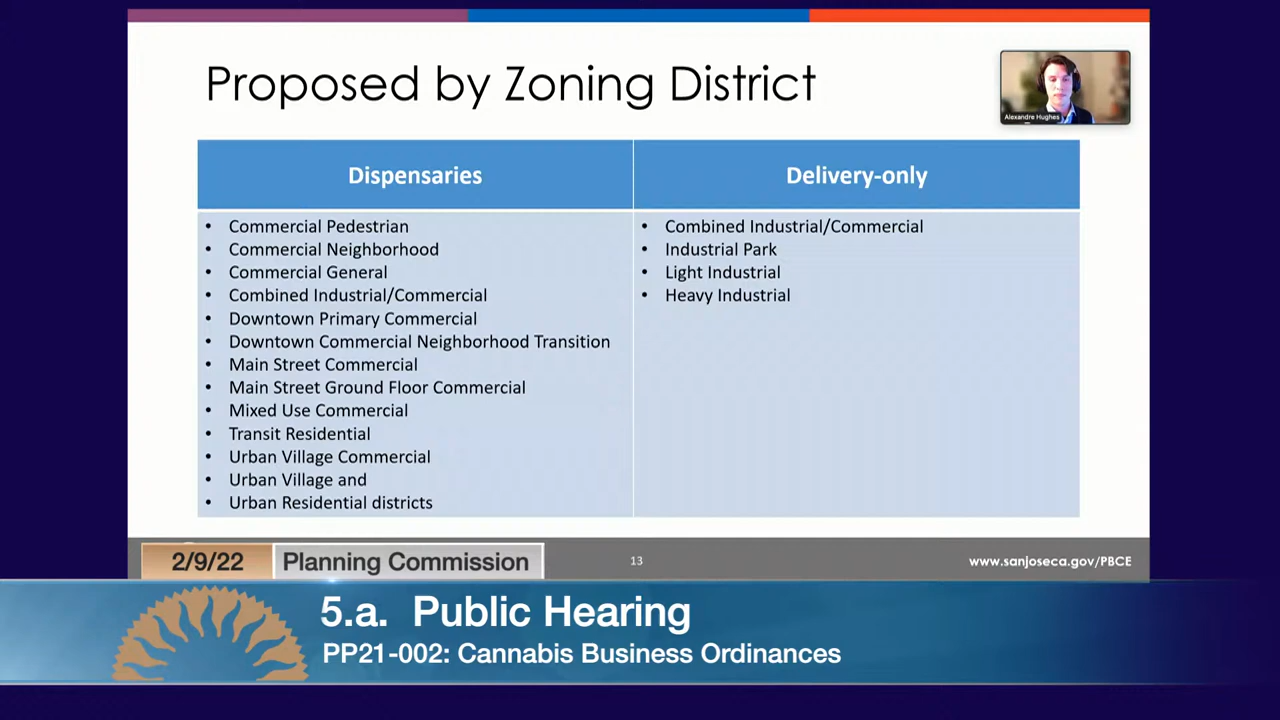 Proposed by Zoning District
Alexandre Hughes
Dispensaries
Delivery-only
• Commercial Pedestrian
• Commercial Neighborhood
• Commercial General
• Combined Industrial/Commercial
• Downtown Primary Commercial
• Downtown Commercial Neighborhood Transition
• Main Street Commercial
• Main Street Ground Floor Commercial
• Mixed Use Commercial
• Transit Residential
• Urban Village Commercial
• Urban Village and
• Urban Residential districts
• Combined Industrial/Commercial
• Industrial Park
• Light Industrial
• Heavy Industrial
2/9/22
Planning Commission
13
www.sanjoseca.gov/PBCE
5.a. Public Hearing
PP21-002: Cannabis Business Ordinances